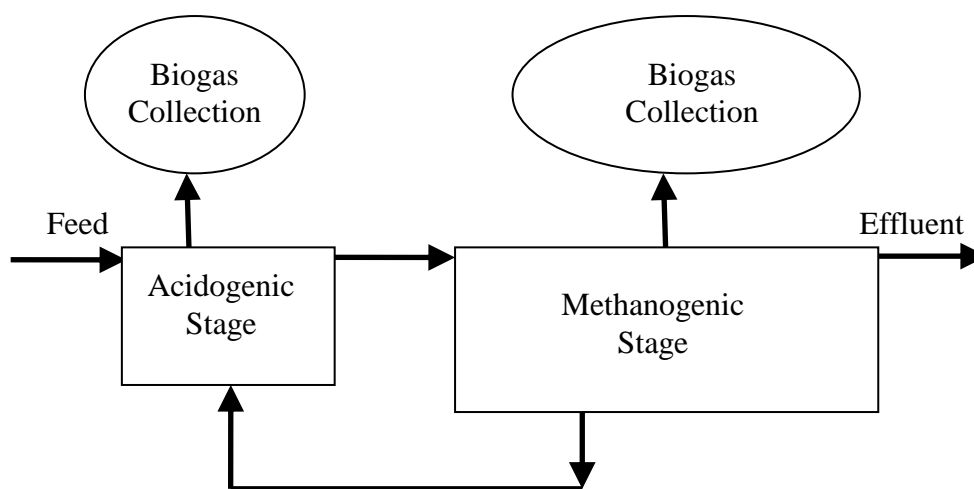 Biogas
Collection
Biogas
Collection
Feed
Effluent
Acidogenic
Stage
Methanogenic
Stage